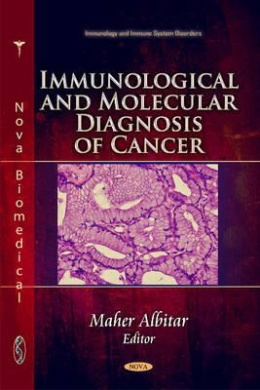 Immunology and Immune System Disorders
IMMUNOLOGICAL
AND MOLECULAR
DIAGNOSIS
OF CANCER
Nova Biomedical
Maher Albitar
Editor
NOVA